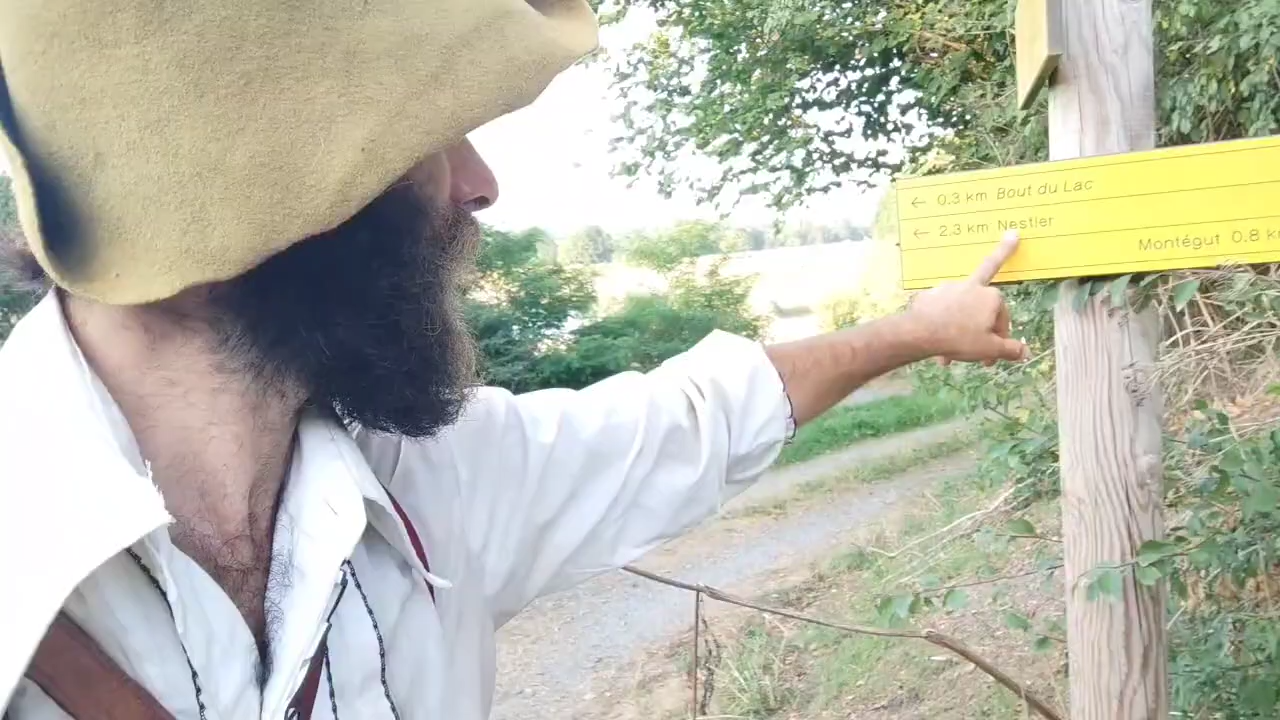 ← 0.3 km Bout du Lac
← 2.3 km Nestier
Montégut 0.8 k